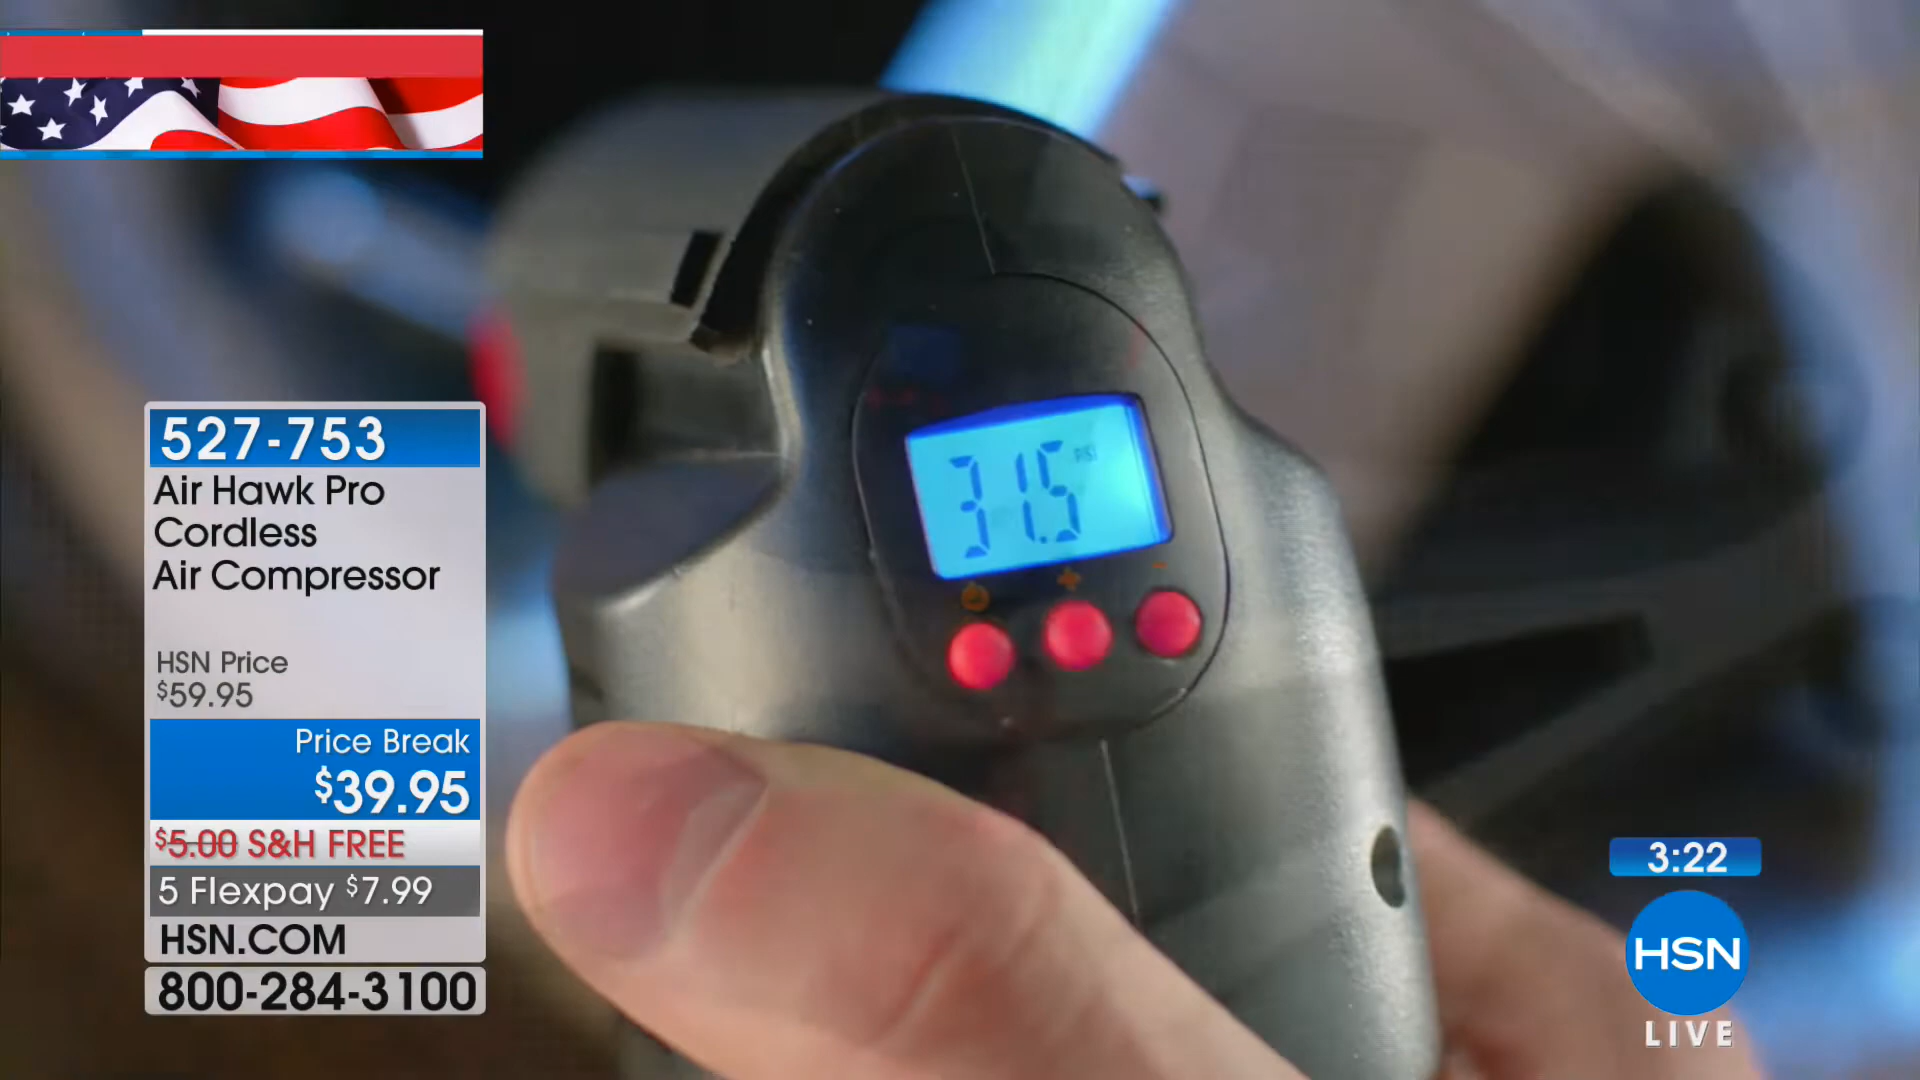 527-753
Air Hawk Pro
Cordless
Air Compressor
HSN Price
$59.95
Price Break
$39.95
$5.00 S&H FREE
5 Flexpay $7.99
HSN.COM
800-284-3100
31.5 PSI
3:22
HSN
LIVE